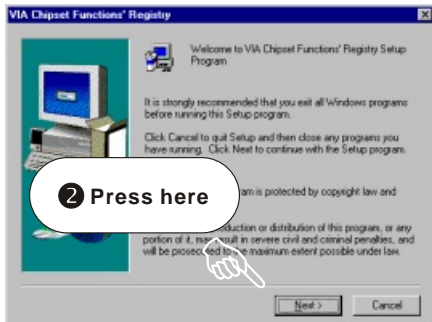 VIA Chipset Functions' Registry
Welcome to VIA Chipset Functions' Registry Setup
Program
It is strongly recommended that you exit all Windows programs
before running this Setup program.
Click Cancel to quit Setup and then close any programs you
have running. Click Next to continue with the Setup program.
❷ Press here
am is protected by copyright law and
duction or distribution of this program, or any
portion of it, may result in severe civil and criminal penalties, and
will be prosecuted to the maximum extent possible under law.
Next >
Cancel